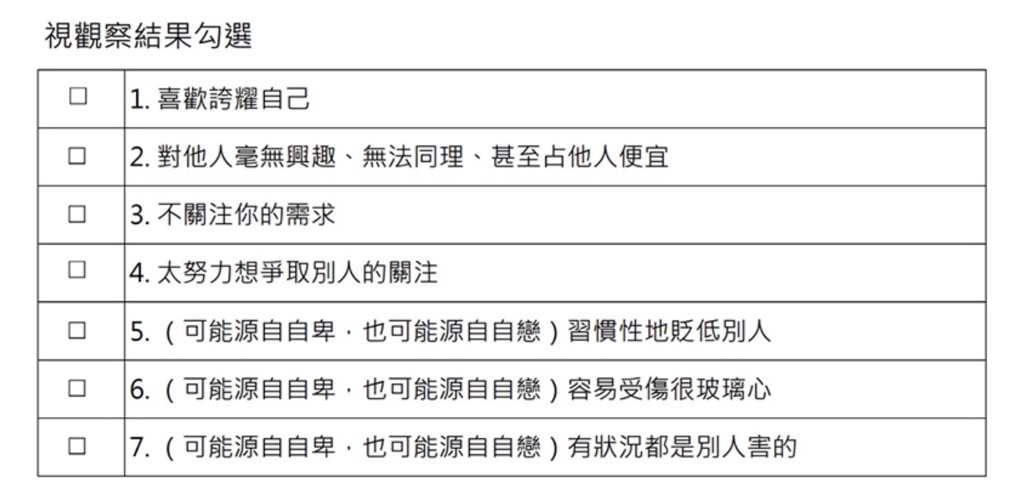 視觀察結果勾選
☐ 1. 喜歡誇耀自己
☐ 2. 對他人毫無興趣、無法同理、甚至占他人便宜
☐ 3. 不關注你的需求
☐ 4. 太努力想爭取別人的關注
☐ 5.（可能源自自卑，也可能源自自戀）習慣性地貶低別人
☐ 6.（可能源自自卑，也可能源自自戀）容易受傷很玻璃心
☐ 7.（可能源自自卑，也可能源自自戀）有狀況都是別人害的